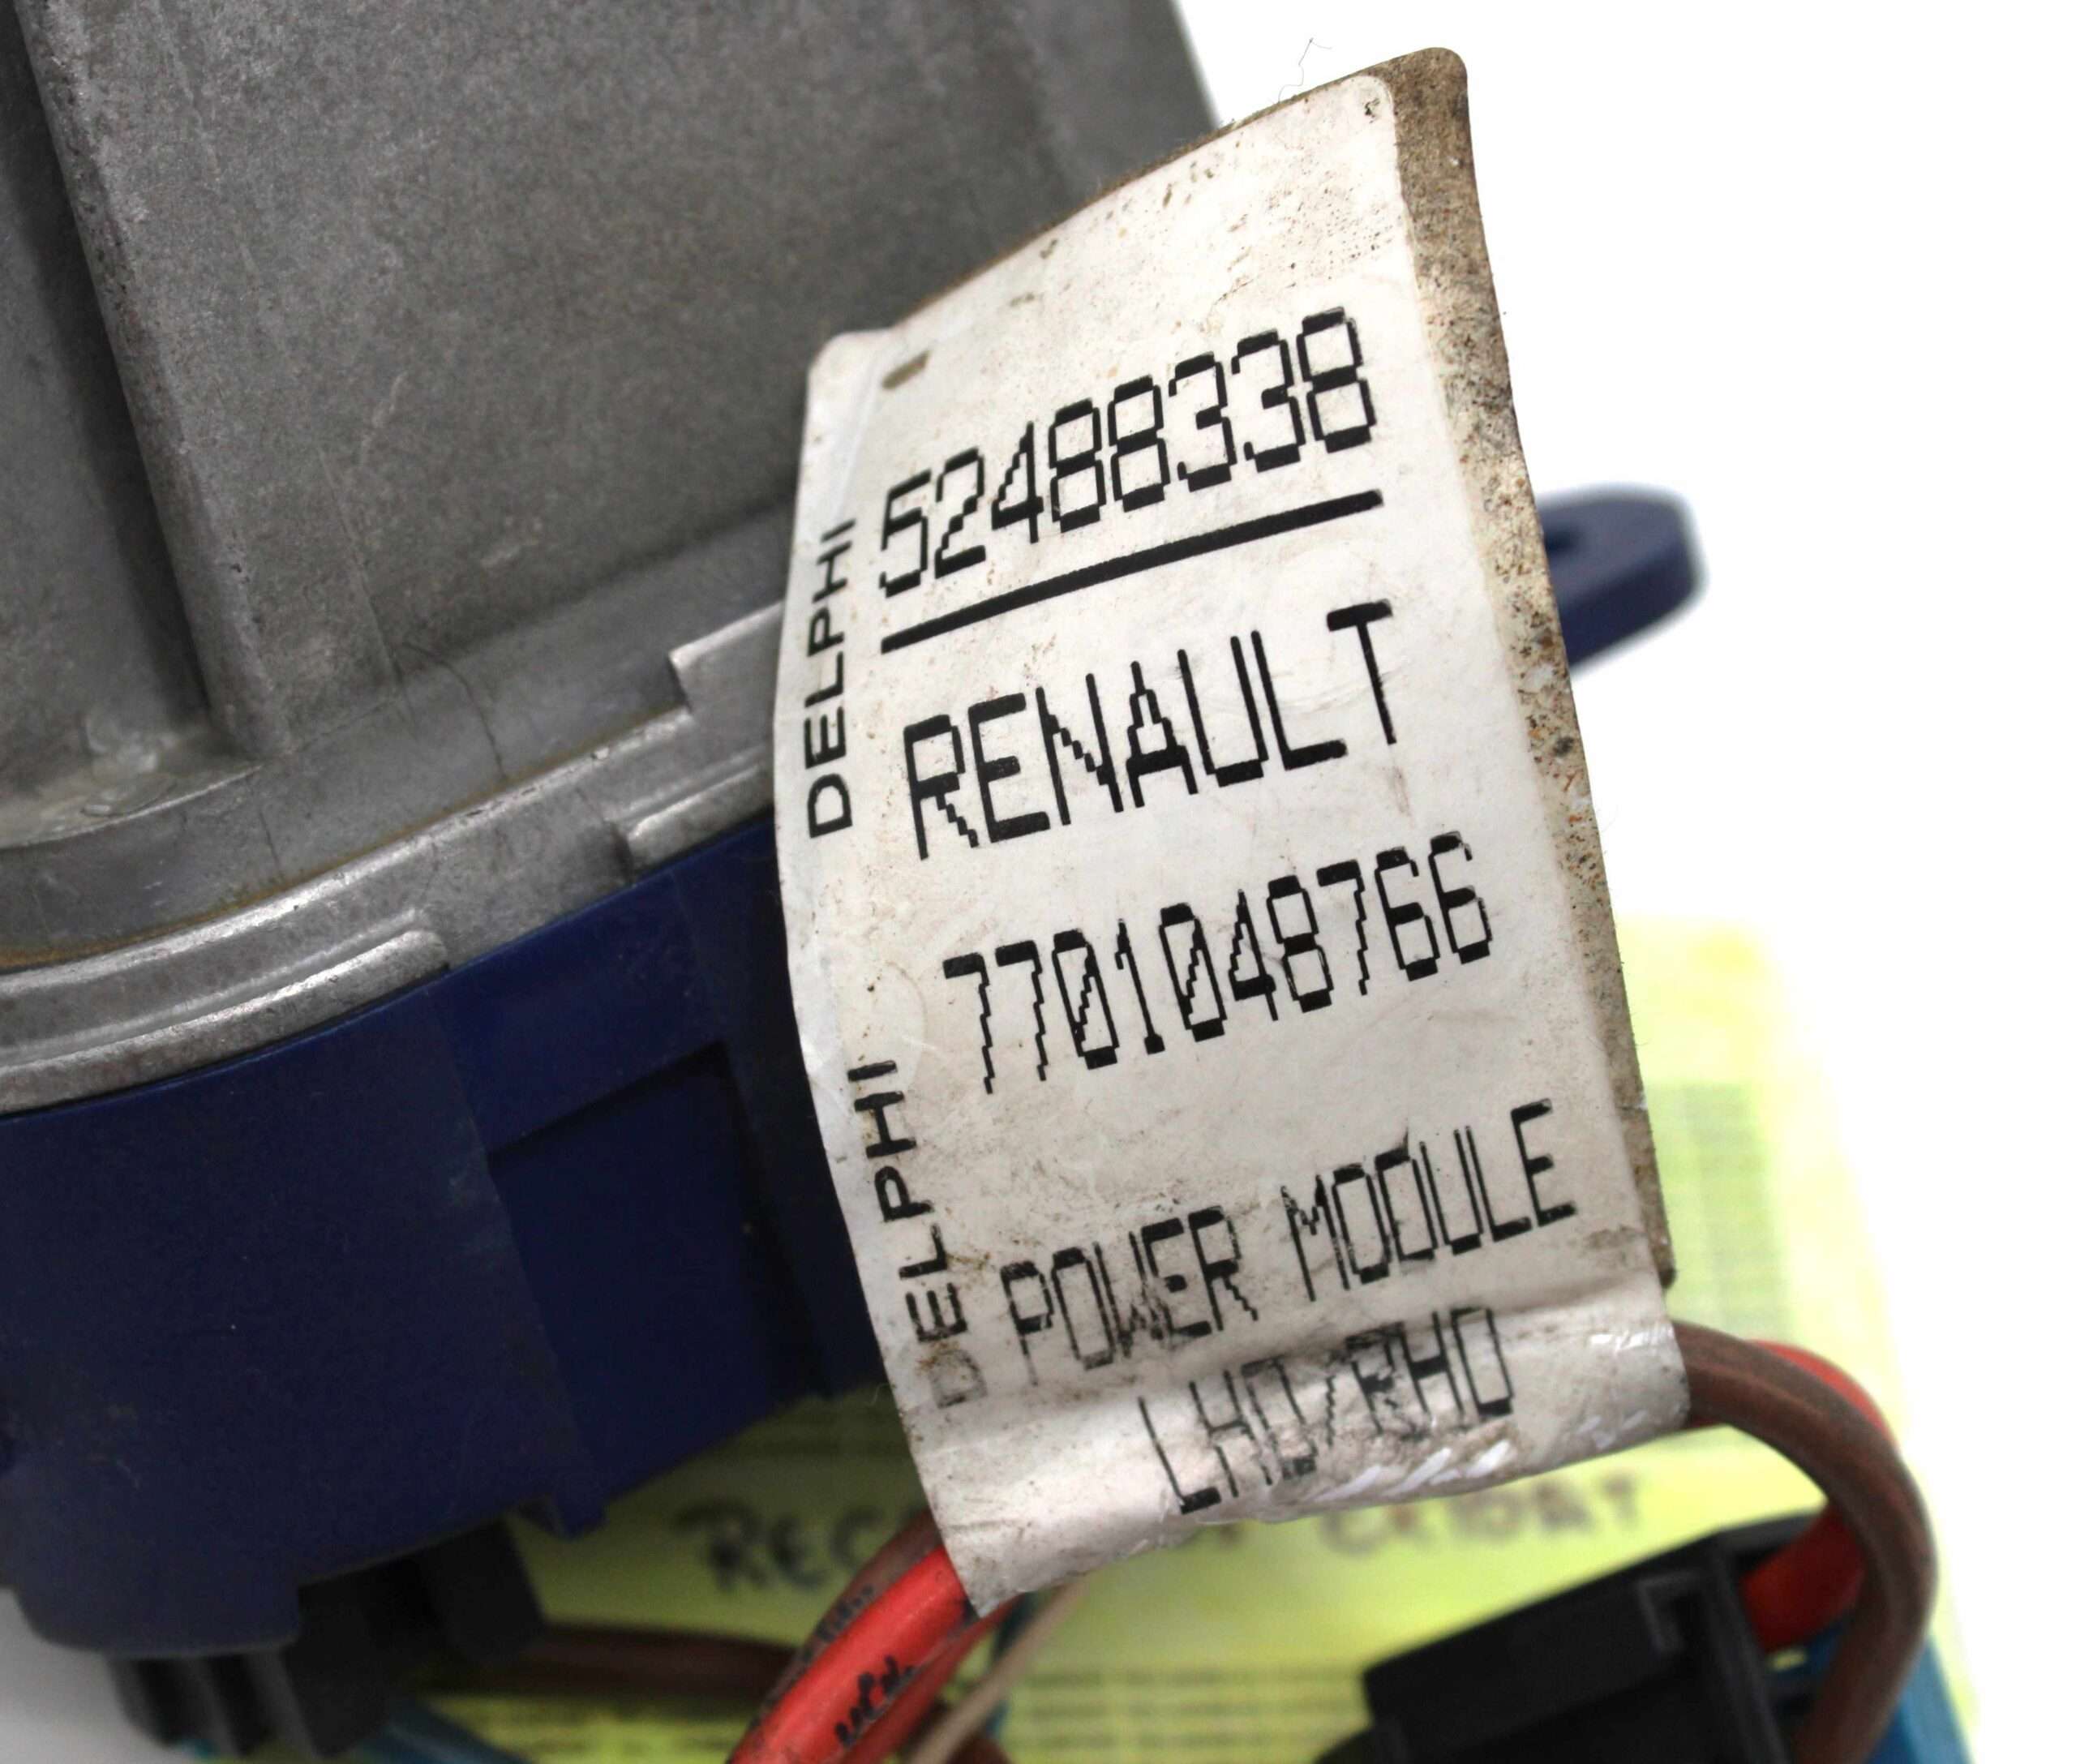 52488338
RENAULT
7701048766
POWER MODULE
LHD/RHD
DELPHI
DELPHI